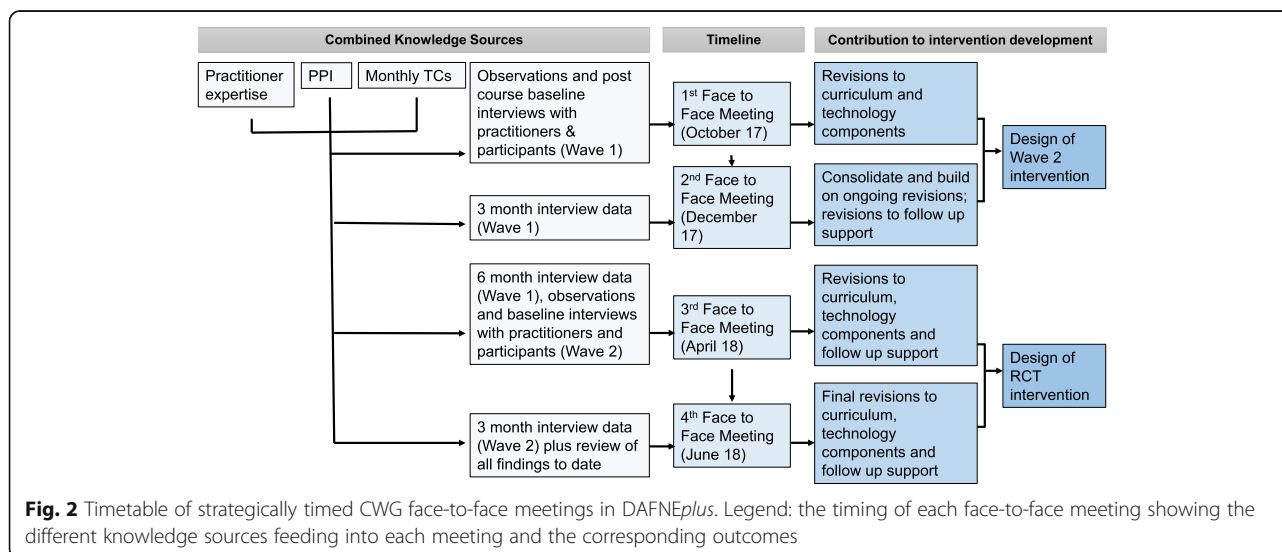 Combined Knowledge Sources
Timeline
Contribution to intervention development
Practitioner
expertise
PPI
Monthly TCs
Observations and post
course baseline
interviews with
practitioners &
participants (Wave 1)
1st Face to
Face Meeting
(October 17)
Revisions to
curriculum and
technology
components
Design of
Wave 2
intervention
3 month interview data
(Wave 1)
2nd Face to
Face Meeting
(December
17)
Consolidate and build
on ongoing revisions;
revisions to follow up
support
6 month interview data
(Wave 1), observations
and baseline interviews
with practitioners and
participants (Wave 2)
3rd Face to
Face Meeting
(April 18)
Revisions to
curriculum,
technology
components and
follow up support
Design of
RCT
intervention
3 month interview data
(Wave 2) plus review of
all findings to date
4th Face to
Face Meeting
(June 18)
Final revisions to
curriculum,
technology
components and
follow up support
Fig. 2 Timetable of strategically timed CWG face-to-face meetings in DAFNEplus. Legend: the timing of each face-to-face meeting showing the
different knowledge sources feeding into each meeting and the corresponding outcomes